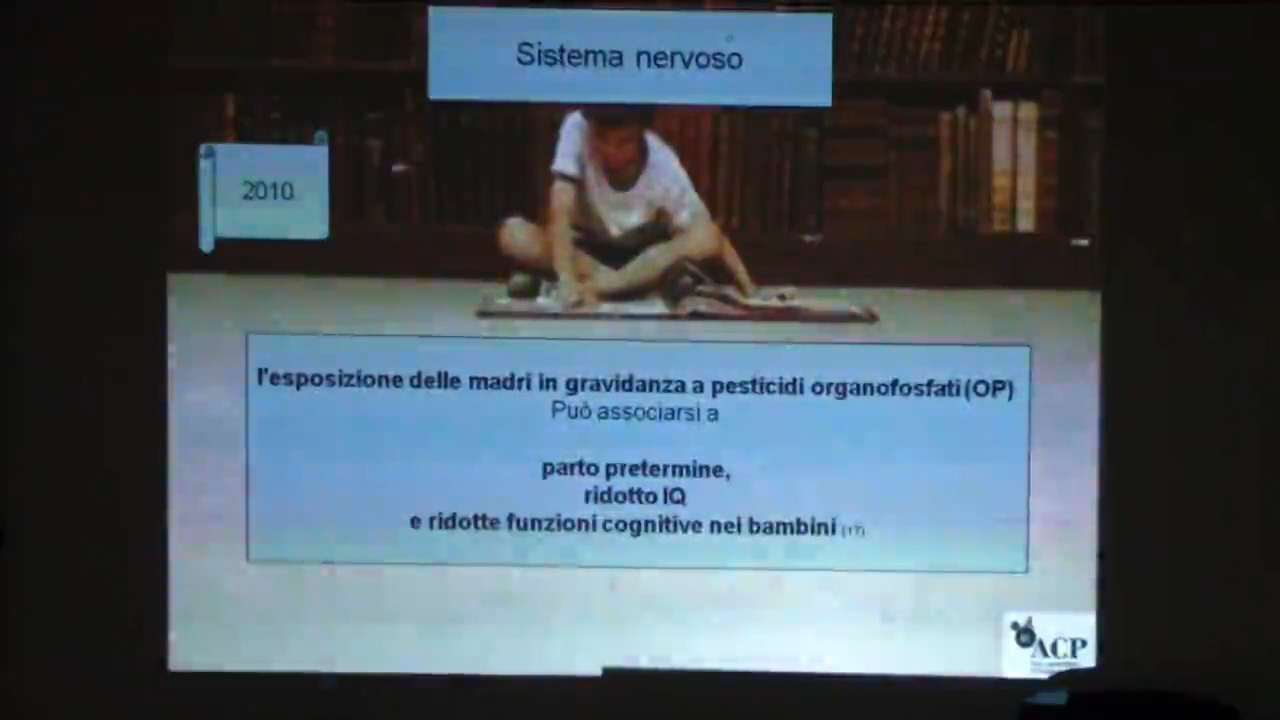 Sistema nervoso
2010
l'esposizione delle madri in gravidanza a pesticidi organofosfati (OP)
Può associarsi a
parto pretermine,
ridotto IQ
e ridotte funzioni cognitive nei bambini
ACP